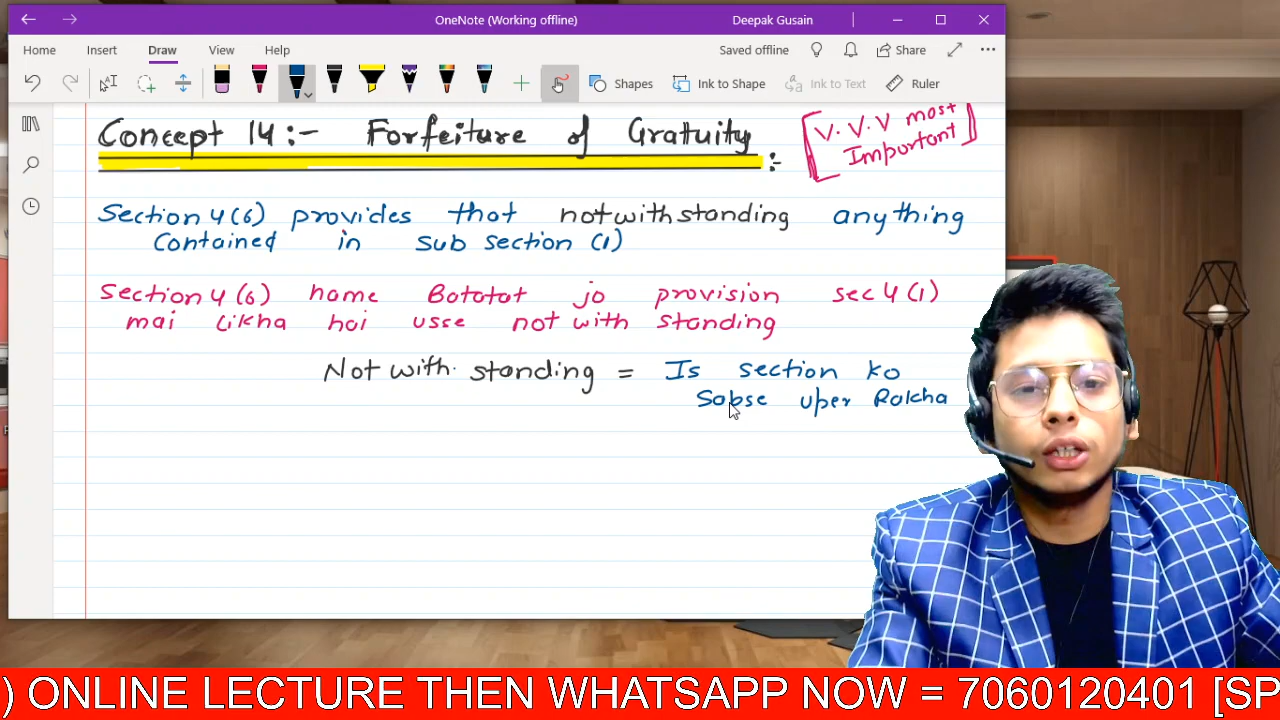 OneNote (Working offline)
Deepak Gusain
Home Insert Draw View Help
Saved offline
Share
Shapes
Ink to Shape
Ink to Text
Ruler
Concept 14:- Forfeiture of Gratuity :-
[V.V.V most
Important]
Section 4(6) provides that notwithstanding anything
Contained in sub section (1)
Section 4 (6) hame Batatat jo provision sec 4 (1)
mai Likha hai usse not with standing
Not with standing = Is section ko
Sabse uper Rakha
) ONLINE LECTURE THEN WHATSAPP NOW = 7060120401 [SP